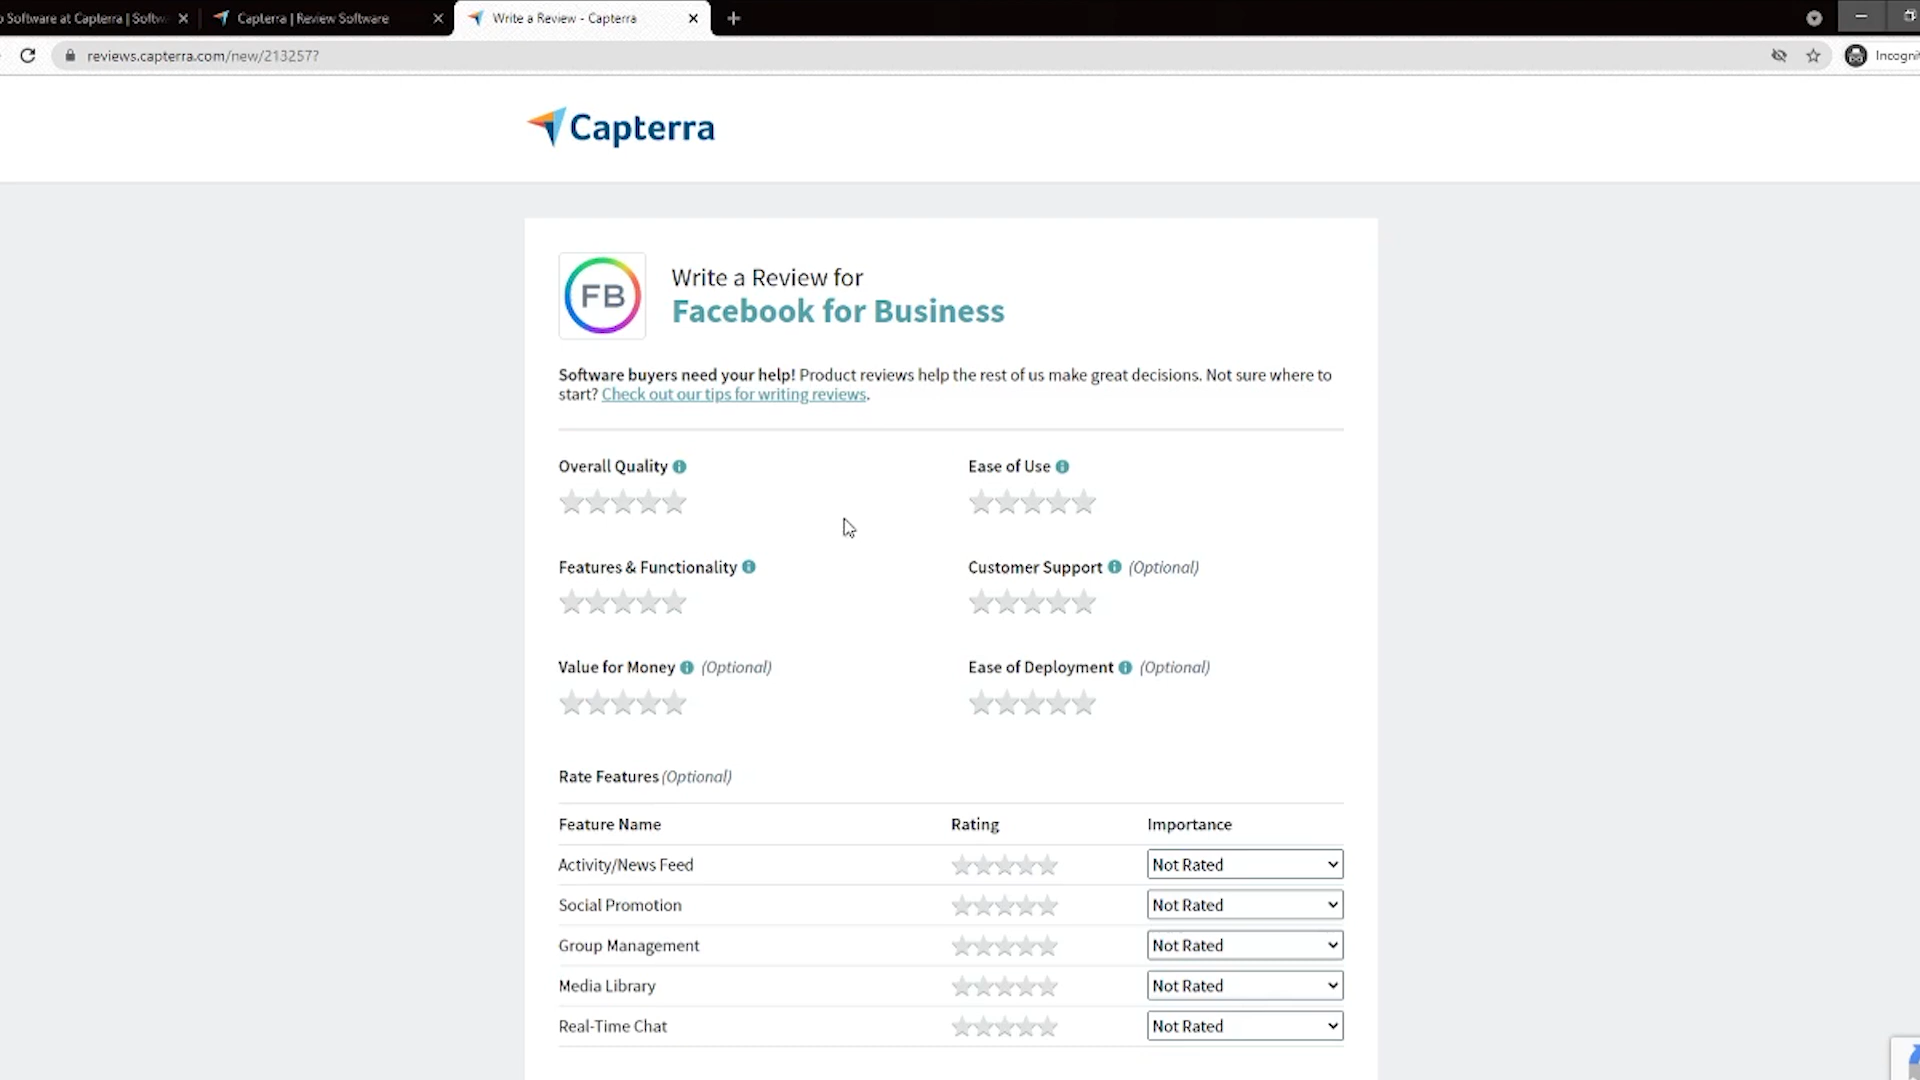 o Software at Capterra | Softw
Capterra | Review Software
Write a Review - Capterra
reviews.capterra.com/new/213257?
Incogni
Capterra
FB
Write a Review for
Facebook for Business
Software buyers need your help! Product reviews help the rest of us make great decisions. Not sure where to
start? Check out our tips for writing reviews.
Overall Quality
Ease of Use
Features & Functionality
Customer Support (Optional)
Value for Money (Optional)
Ease of Deployment (Optional)
Rate Features (Optional)
Feature Name Rating Importance
Activity/News Feed Not Rated
Social Promotion Not Rated
Group Management Not Rated
Media Library Not Rated
Real-Time Chat Not Rated